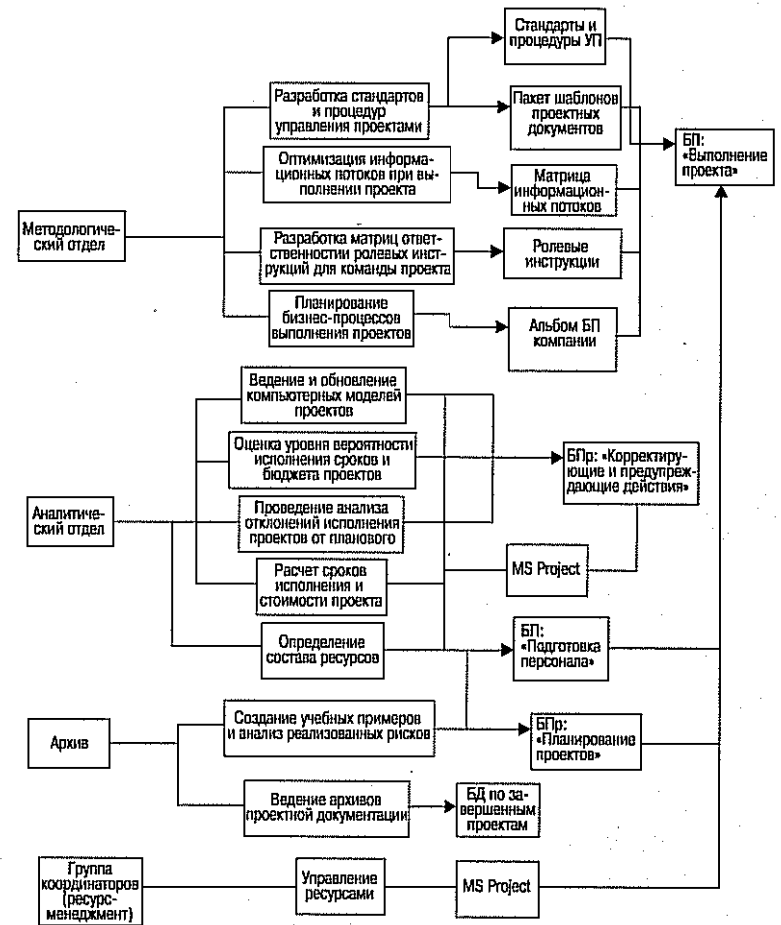 Стандарты и
процедуры УП
Разработка стандартов
и процедур
управления проектами
Пакет шаблонов
проектных
документов
БП:
«Выполнение
проекта»
Оптимизация информа-
ционных потоков при вы-
полнении проекта
Матрица
информацион-
ных потоков
Методологиче-
ский отдел
Разработка матриц ответ-
ственностии ролевых инст-
рукций для команды проекта
Ролевые
инструкции
Планирование
бизнес-процессов
выполнения проектов
Альбом БП
компании
Ведение и обновление
компьютерных моделей
проектов
Оценка уровня вероятности
исполнения сроков и
бюджета проектов
БПр: «Корректиру-
ющие и предупреж-
дающие действия»
Аналитиче-
ский отдел
Проведение анализа
отклонений исполнения
проектов от планового
Расчет сроков
исполнения и
стоимости проекта
MS Project
Определение
состава ресурсов
БП:
«Подготовка
персонала»
Архив
Создание учебных примеров
и анализ реализованных рисков
БПр:
«Планирование
проектов»
Ведение архивов
проектной документации
БД по за-
вершенным
проектам
Группа
координаторов
(ресурс-
менеджмент)
Управление
ресурсами
MS Project